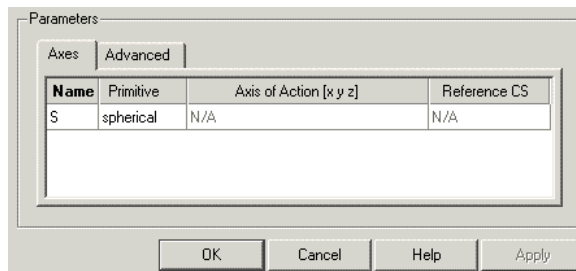 Parameters
Axes Advanced
Name Primitive Axis of Action [x y z] Reference CS
S spherical N/A N/A
OK Cancel Help Apply